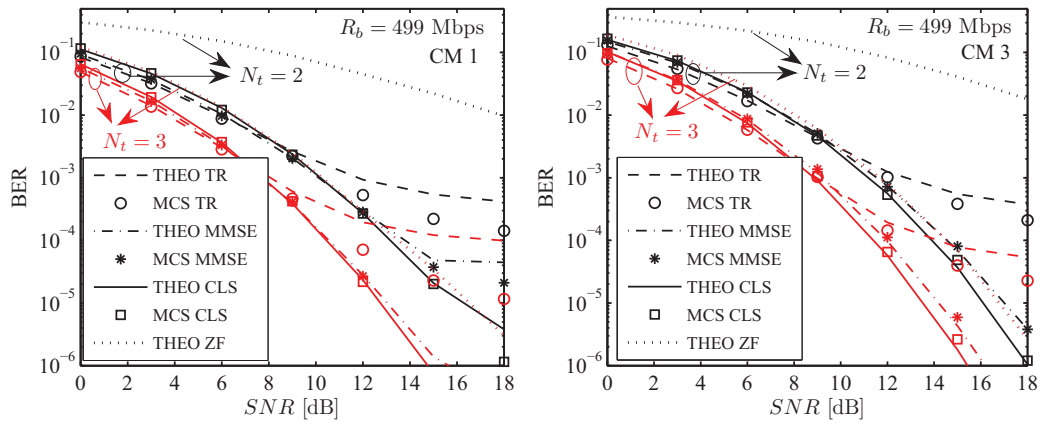 R_b = 499 Mbps
CM 1
N_t = 2
N_t = 3
BER
10^−1
10^−2
10^−3
10^−4
10^−5
10^−6
THEO TR
MCS TR
THEO MMSE
MCS MMSE
THEO CLS
MCS CLS
THEO ZF
0 2 4 6 8 10 12 14 16 18
SNR [dB]
R_b = 499 Mbps
CM 3
N_t = 2
N_t = 3
BER
10^−1
10^−2
10^−3
10^−4
10^−5
10^−6
THEO TR
MCS TR
THEO MMSE
MCS MMSE
THEO CLS
MCS CLS
THEO ZF
0 2 4 6 8 10 12 14 16 18
SNR [dB]